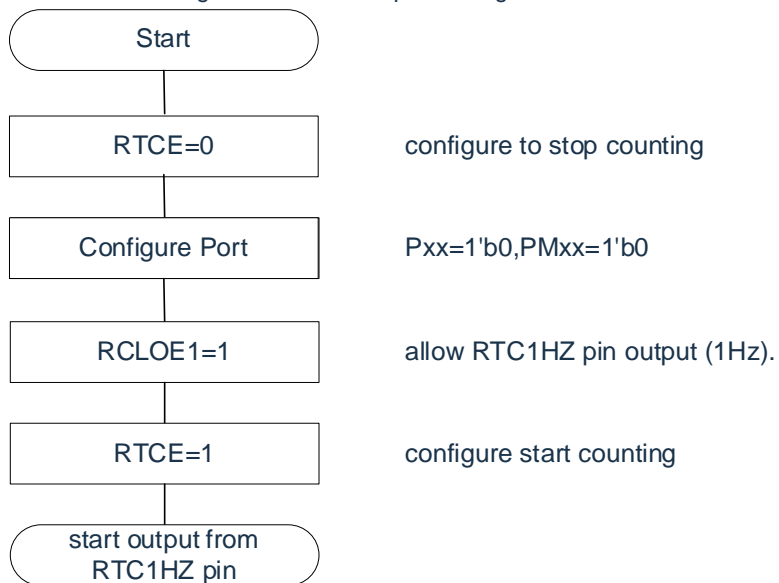 Start
RTCE=0
configure to stop counting
Configure Port
Pxx=1'b0,PMxx=1'b0
RCLOE1=1
allow RTC1HZ pin output (1Hz).
RTCE=1
configure start counting
start output from
RTC1HZ pin